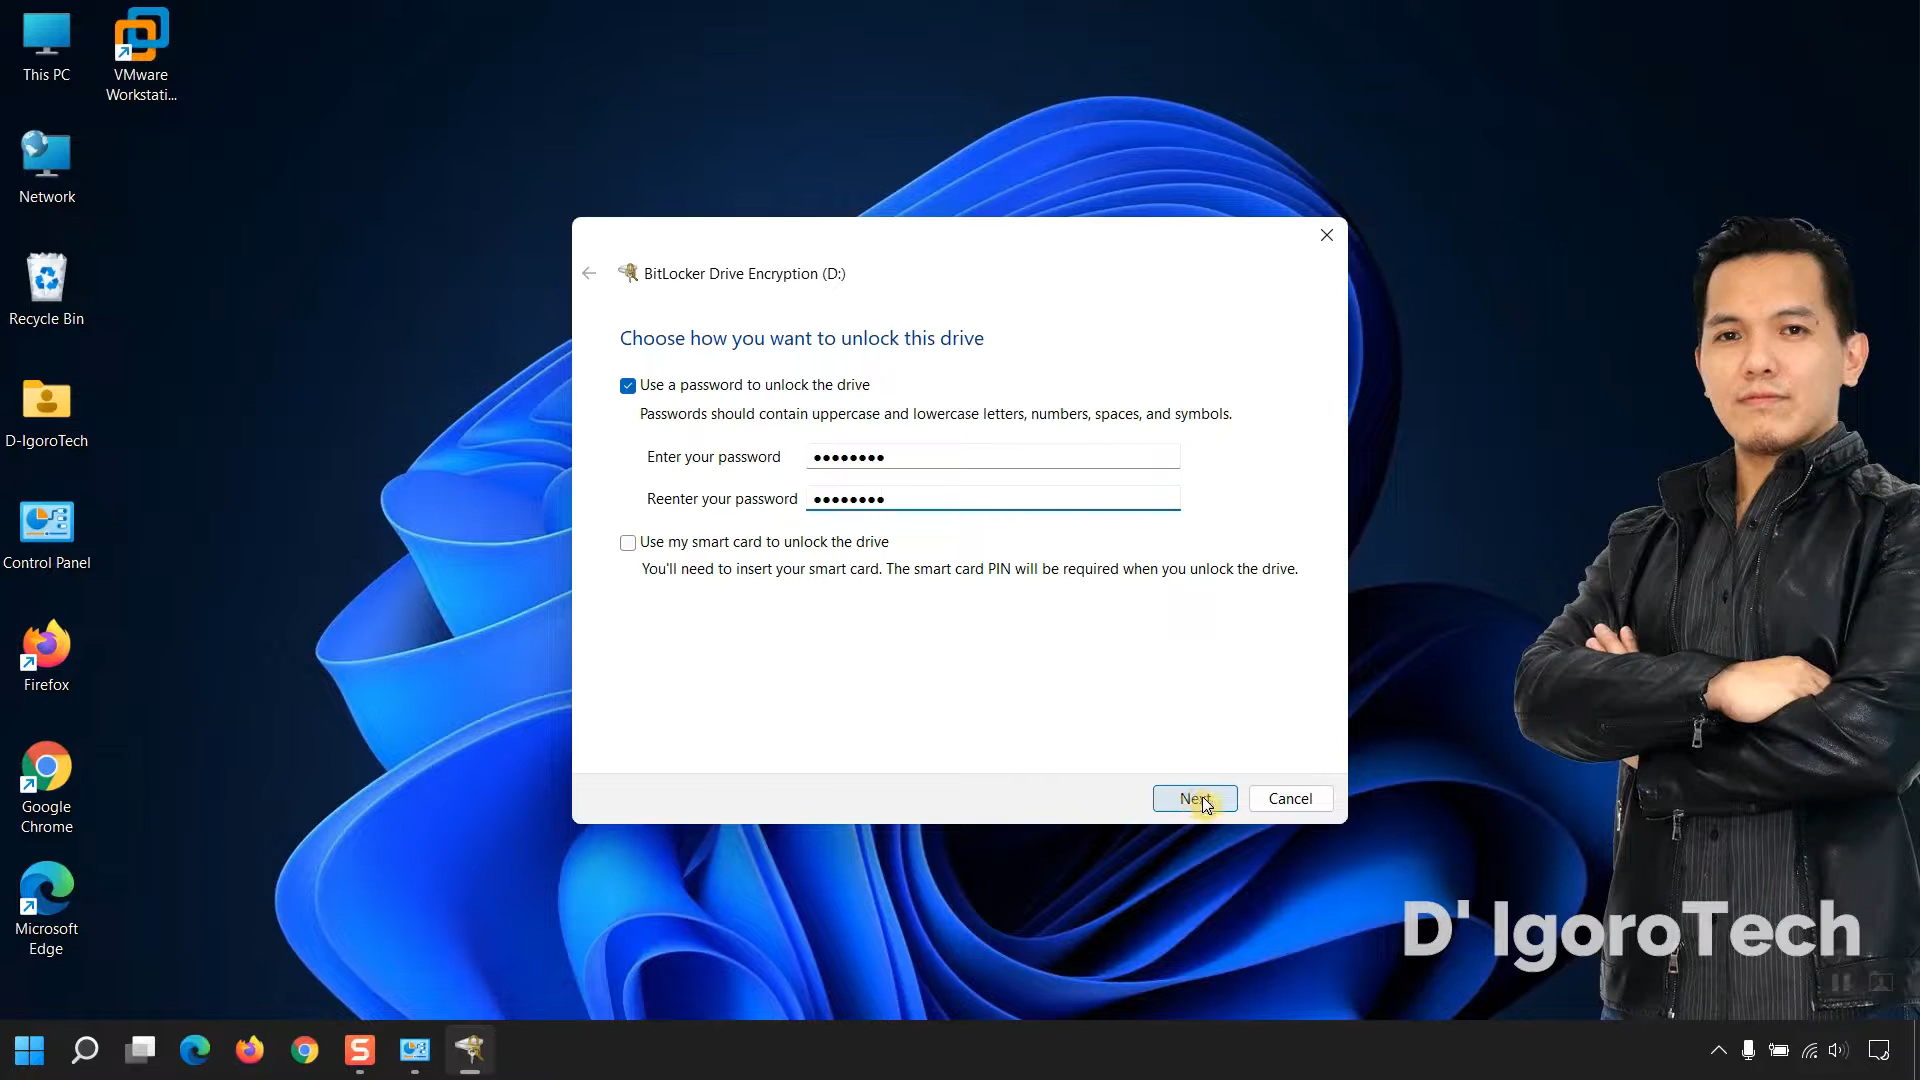 This PC
VMware
Workstati...
Network
Recycle Bin
D-IgoroTech
Control Panel
Firefox
Google
Chrome
Microsoft
Edge
BitLocker Drive Encryption (D:)
Choose how you want to unlock this drive
Use a password to unlock the drive
Passwords should contain uppercase and lowercase letters, numbers, spaces, and symbols.
Enter your password ●●●●●●●●
Reenter your password ●●●●●●●●
Use my smart card to unlock the drive
You'll need to insert your smart card. The smart card PIN will be required when you unlock the drive.
Next Cancel
D' IgoroTech
S